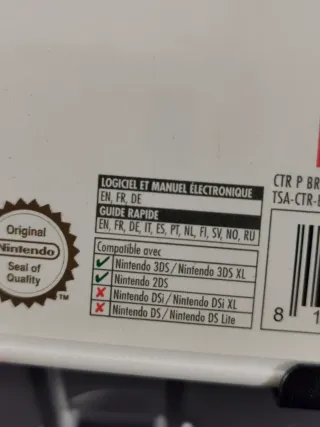 LOGICIEL ET MANUEL ÉLECTRONIQUE
EN, FR, DE
GUIDE RAPIDE
EN, FR, DE, IT, ES, PT, NL, FI, SV, NO, RU
Compatible avec
✔ Nintendo 3DS / Nintendo 3DS XL
✔ Nintendo 2DS
✘ Nintendo DSi / Nintendo DSi XL
✘ Nintendo DS / Nintendo DS Lite
Original
Nintendo
Seal of
Quality
TM
CTR P BR
TSA-CTR-
8 1